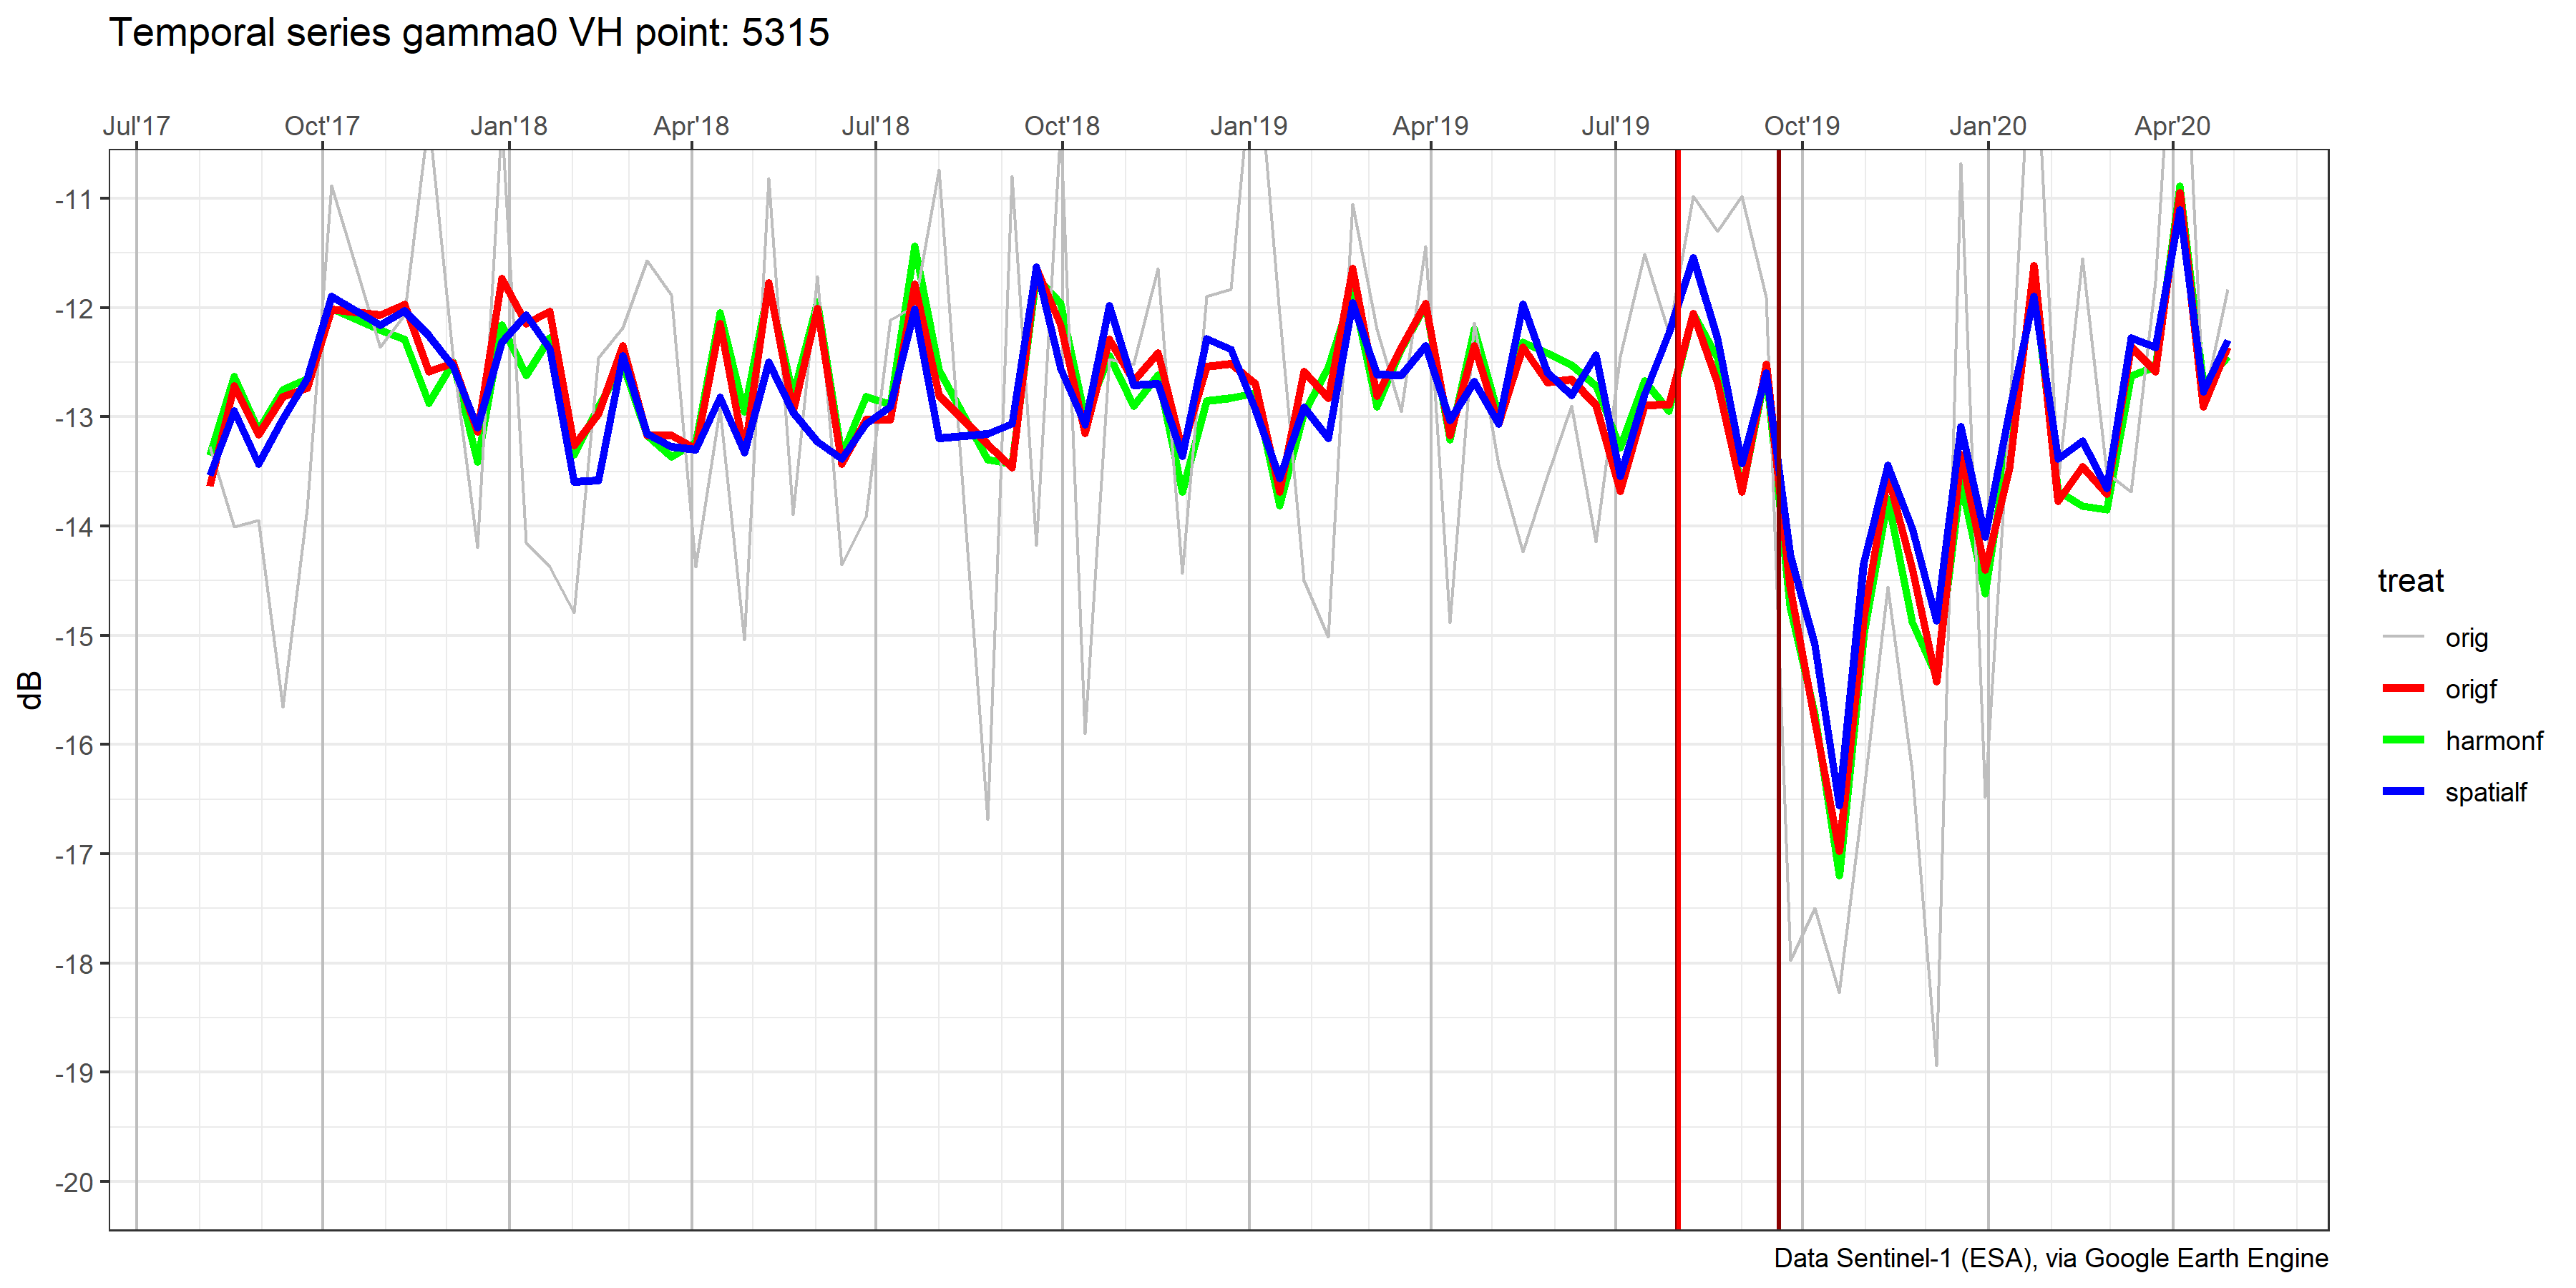 Temporal series gamma0 VH point: 5315
Jul'17 Oct'17 Jan'18 Apr'18 Jul'18 Oct'18 Jan'19 Apr'19 Jul'19 Oct'19 Jan'20 Apr'20
-11
-12
-13
-14
-15
-16
-17
-18
-19
-20
dB
treat
orig
origf
harmonf
spatialf
Data Sentinel-1 (ESA), via Google Earth Engine